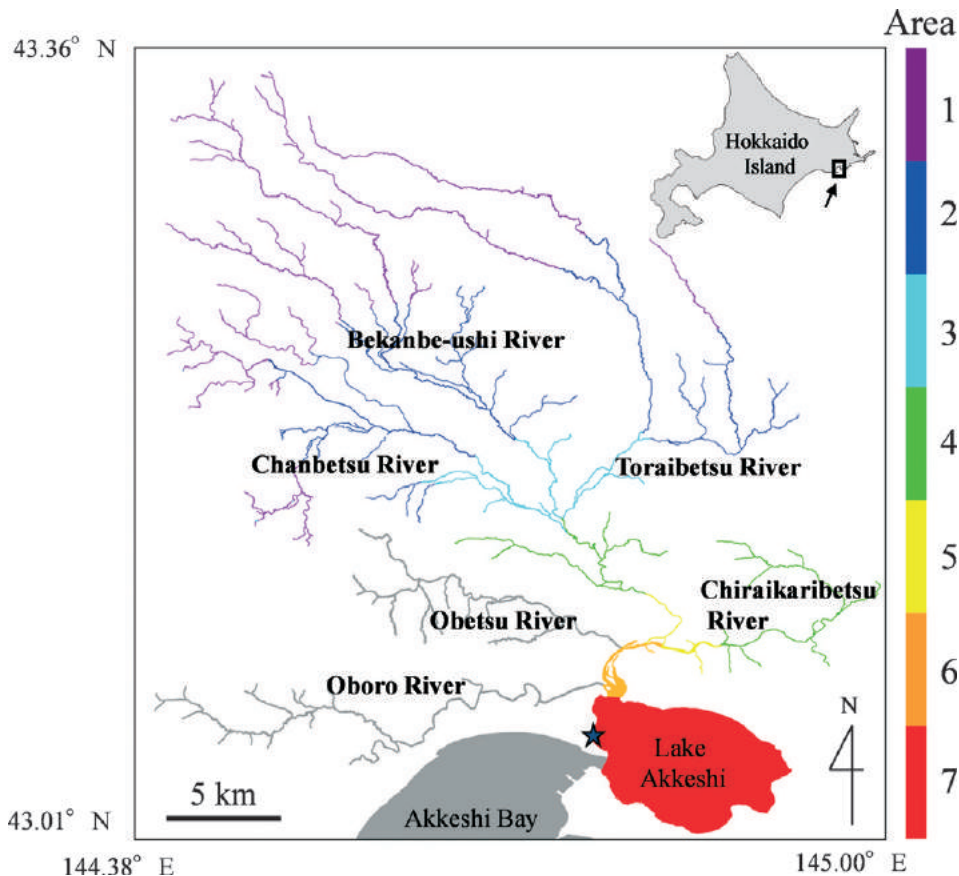 Area
43.36° N
1
Hokkaido
Island
2
Bekanbe-ushi River
3
Chanbetsu River
Toraibetsu River
4
Chiraikaribetsu
River
5
Obetsu River
Oboro River
6
N
Lake
Akkeshi
7
5 km
Akkeshi Bay
43.01° N
144.38° E
145.00° E